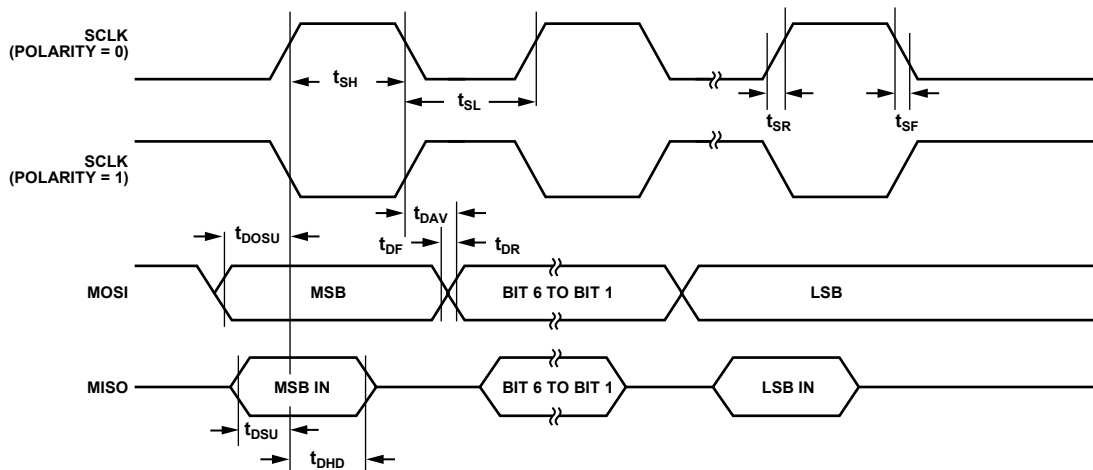 SCLK
(POLARITY = 0)
tSH
tSL
tSR
tSF
SCLK
(POLARITY = 1)
tDAV
tDOSU
tDF
tDR
MOSI
MSB
BIT 6 TO BIT 1
LSB
MISO
MSB IN
BIT 6 TO BIT 1
LSB IN
tDSU
tDHD